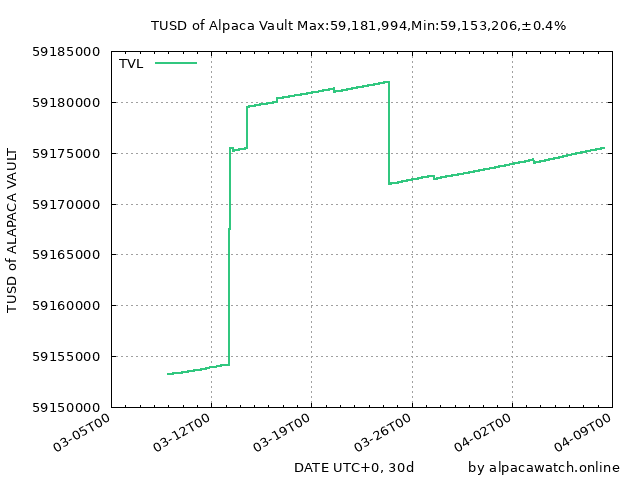 TUSD of Alpaca Vault Max:59,181,994,Min:59,153,206,±0.4%
TVL
59185000
59180000
59175000
59170000
59165000
59160000
59155000
59150000
TUSD of ALAPACA VAULT
03-05T00
03-12T00
03-19T00
03-26T00
04-02T00
04-09T00
DATE UTC+0, 30d
by alpacawatch.online